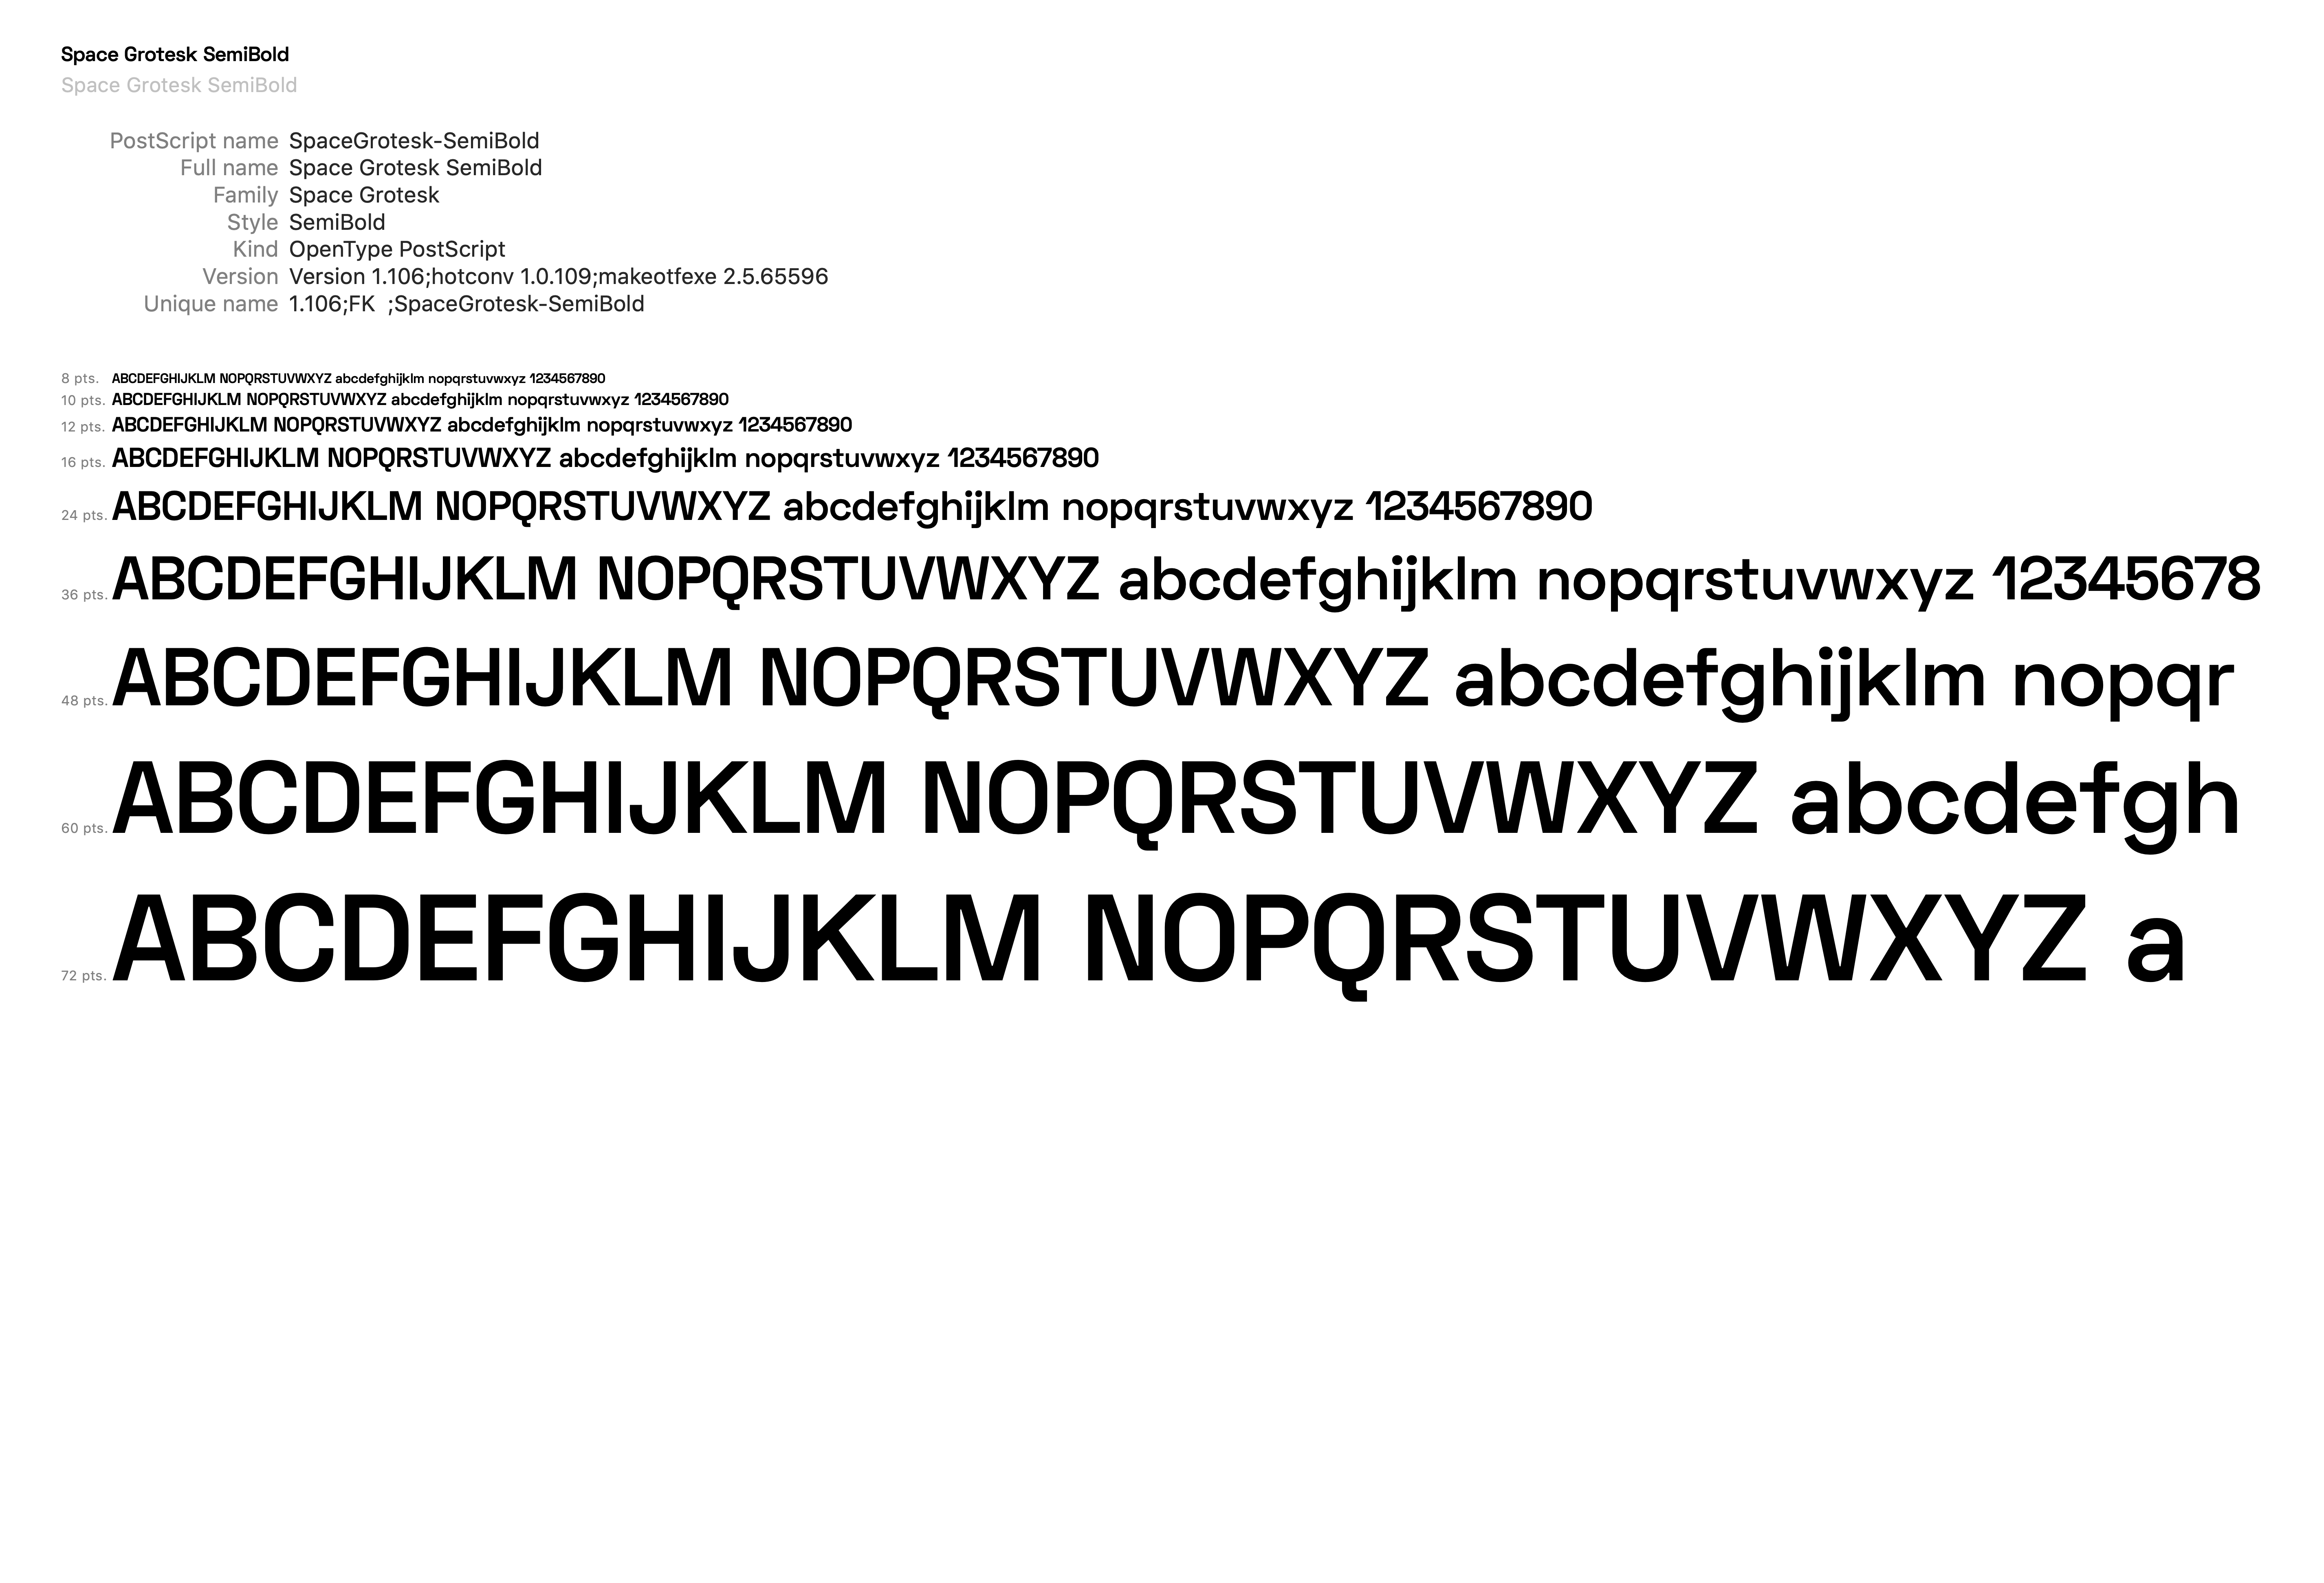 Space Grotesk SemiBold
Space Grotesk SemiBold
PostScript name SpaceGrotesk-SemiBold
Full name Space Grotesk SemiBold
Family Space Grotesk
Style SemiBold
Kind OpenType PostScript
Version Version 1.106;hotconv 1.0.109;makeotfexe 2.5.65596
Unique name 1.106;FK  ;SpaceGrotesk-SemiBold
8 pts. ABCDEFGHIJKLM NOPQRSTUVWXYZ abcdefghijklm nopqrstuvwxyz 1234567890
10 pts. ABCDEFGHIJKLM NOPQRSTUVWXYZ abcdefghijklm nopqrstuvwxyz 1234567890
12 pts. ABCDEFGHIJKLM NOPQRSTUVWXYZ abcdefghijklm nopqrstuvwxyz 1234567890
16 pts. ABCDEFGHIJKLM NOPQRSTUVWXYZ abcdefghijklm nopqrstuvwxyz 1234567890
24 pts. ABCDEFGHIJKLM NOPQRSTUVWXYZ abcdefghijklm nopqrstuvwxyz 1234567890
36 pts. ABCDEFGHIJKLM NOPQRSTUVWXYZ abcdefghijklm nopqrstuvwxyz 12345678
48 pts. ABCDEFGHIJKLM NOPQRSTUVWXYZ abcdefghijklm nopqr
60 pts. ABCDEFGHIJKLM NOPQRSTUVWXYZ abcdefgh
72 pts. ABCDEFGHIJKLM NOPQRSTUVWXYZ a